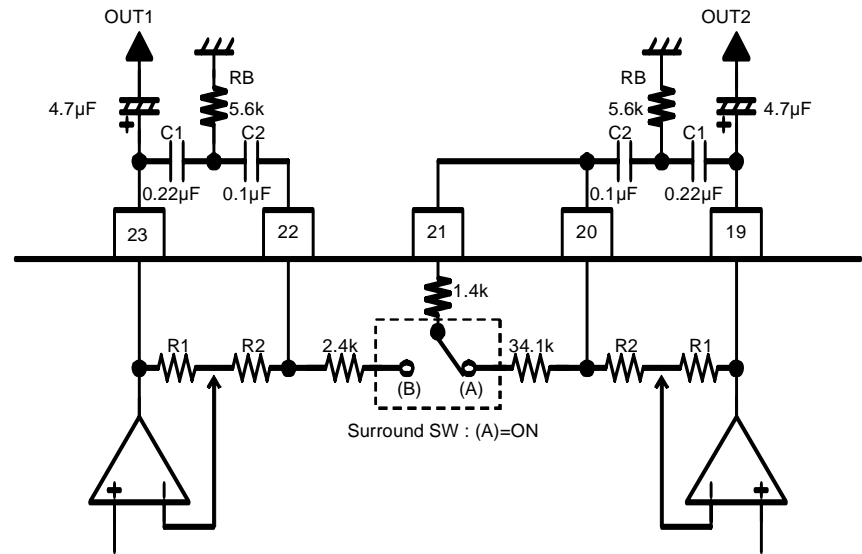 OUT1
OUT2
RB
RB
4.7µF
5.6k
5.6k
4.7µF
+
+
C1
C2
C2
C1
0.22µF
0.1µF
0.1µF
0.22µF
23
22
21
20
19
1.4k
R1
R2
2.4k
34.1k
R2
R1
(B)
(A)
Surround SW : (A)=ON
+
+